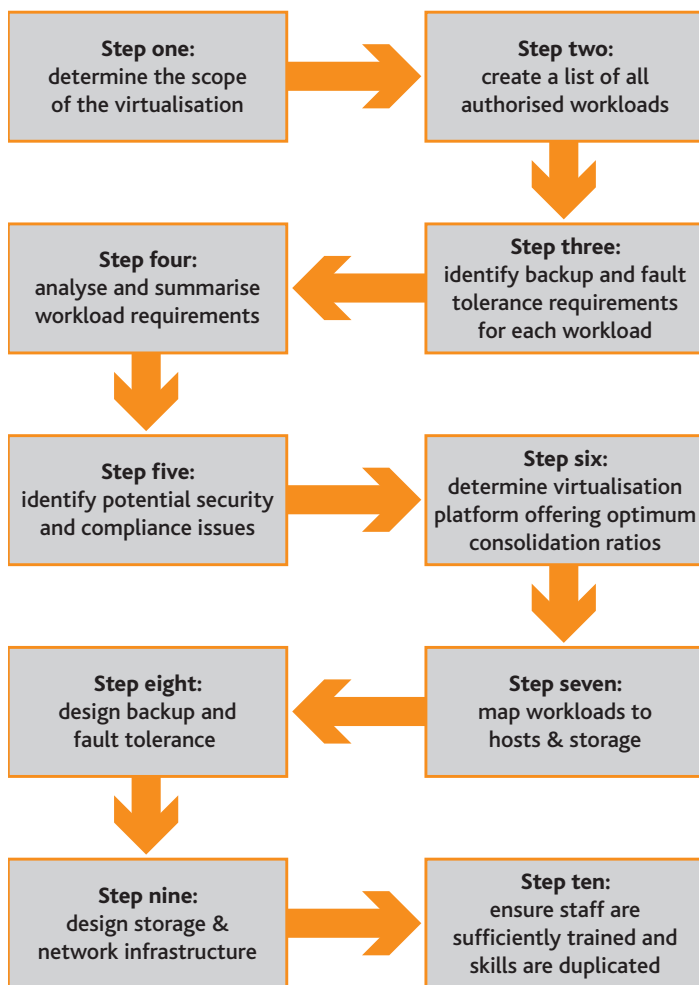 Step one:
determine the scope
of the virtualisation
Step two:
create a list of all
authorised workloads
Step three:
identify backup and fault
tolerance requirements
for each workload
Step four:
analyse and summarise
workload requirements
Step five:
identify potential security
and compliance issues
Step six:
determine virtualisation
platform offering optimum
consolidation ratios
Step seven:
map workloads to
hosts & storage
Step eight:
design backup and
fault tolerance
Step nine:
design storage &
network infrastructure
Step ten:
ensure staff are
sufficiently trained and
skills are duplicated